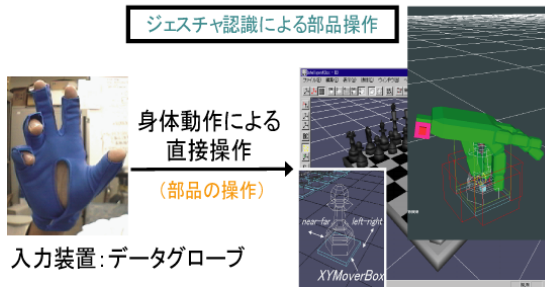 ジェスチャ認識による部品操作
身体動作による
直接操作
(部品の操作)
入力装置:データグローブ
near-far
left-right
XYMoverBox